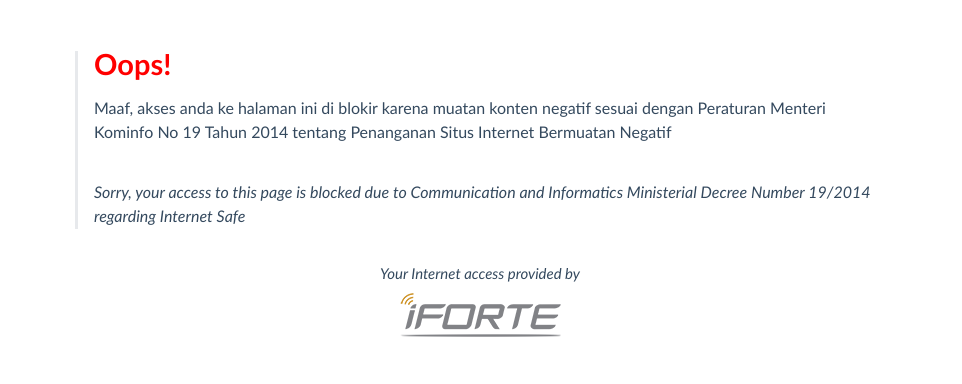 Oops!
Maaf, akses anda ke halaman ini di blokir karena muatan konten negatif sesuai dengan Peraturan Menteri
Kominfo No 19 Tahun 2014 tentang Penanganan Situs Internet Bermuatan Negatif
Sorry, your access to this page is blocked due to Communication and Informatics Ministerial Decree Number 19/2014
regarding Internet Safe
Your Internet access provided by
iFORTE